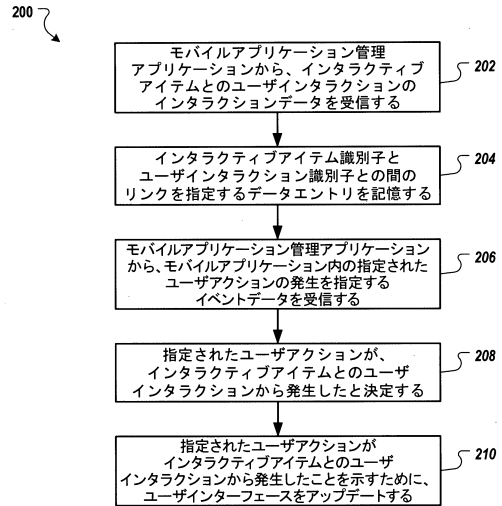 200
モバイルアプリケーション管理
アプリケーションから、インタラクティブ
アイテムとのユーザインタラクションの
インタラクションデータを受信する
202
インタラクティブアイテム識別子と
ユーザインタラクション識別子との間の
リンクを指定するデータエントリを記憶する
204
モバイルアプリケーション管理アプリケーション
から、モバイルアプリケーション内の指定された
ユーザアクションの発生を指定する
イベントデータを受信する
206
指定されたユーザアクションが、
インタラクティブアイテムとのユーザ
インタラクションから発生したと決定する
208
指定されたユーザアクションが
インタラクティブアイテムとのユーザ
インタラクションから発生したことを示すために、
ユーザインターフェースをアップデートする
210